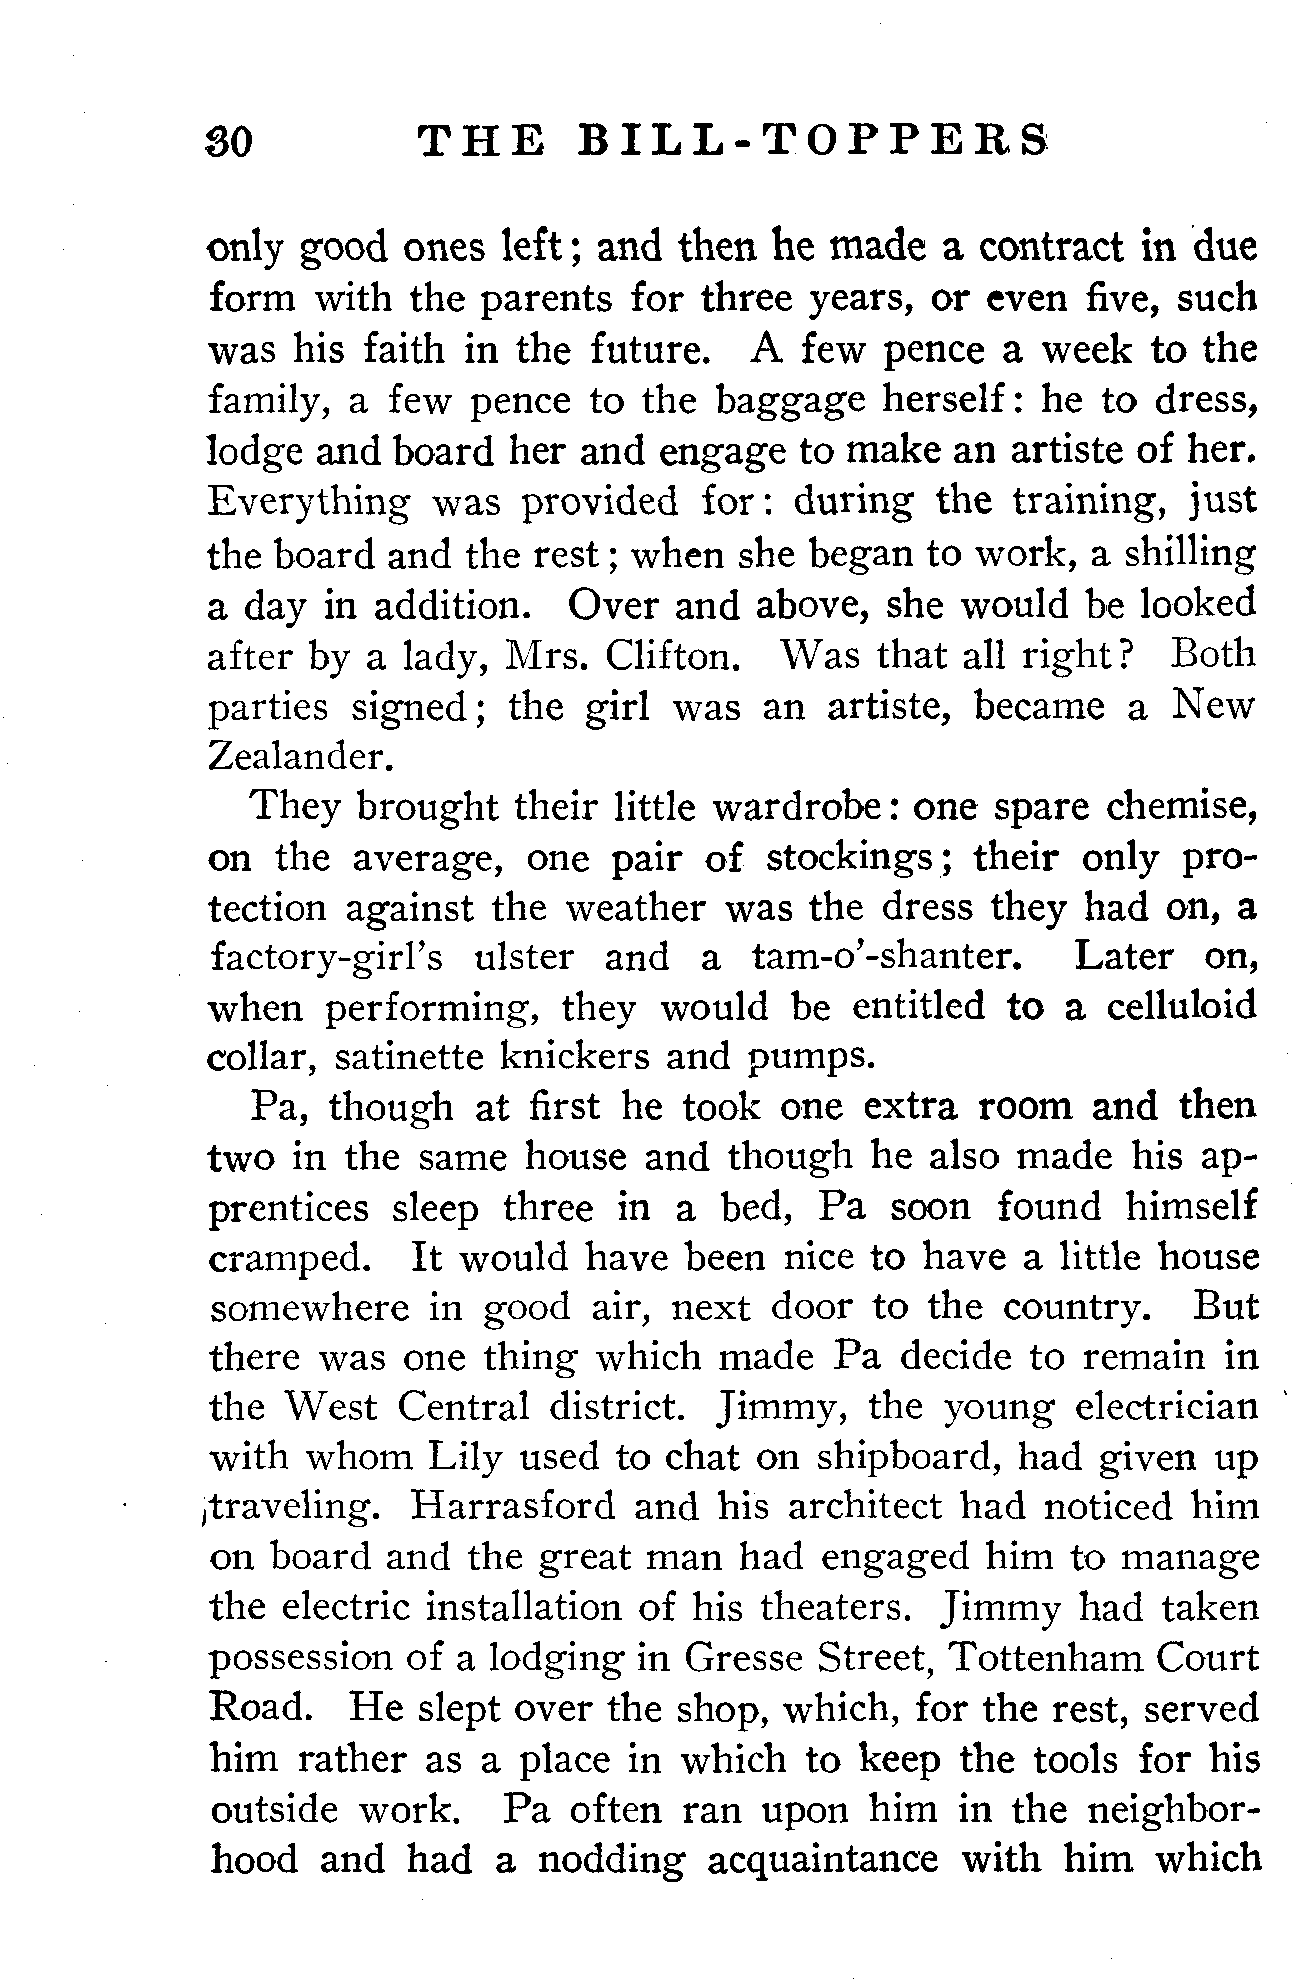 30 THE BILL-TOPPERS
only good ones left; and then he made a contract in due
form with the parents for three years, or even five, such
was his faith in the future. A few pence a week to the
family, a few pence to the baggage herself: he to dress,
lodge and board her and engage to make an artiste of her.
Everything was provided for: during the training, just
the board and the rest; when she began to work, a shilling
a day in addition. Over and above, she would be looked
after by a lady, Mrs. Clifton. Was that all right? Both
parties signed; the girl was an artiste, became a New
Zealander.
They brought their little wardrobe: one spare chemise,
on the average, one pair of stockings; their only pro-
tection against the weather was the dress they had on, a
factory-girl's ulster and a tam-o'-shanter. Later on,
when performing, they would be entitled to a celluloid
collar, satinette knickers and pumps.
Pa, though at first he took one extra room and then
two in the same house and though he also made his ap-
prentices sleep three in a bed, Pa soon found himself
cramped. It would have been nice to have a little house
somewhere in good air, next door to the country. But
there was one thing which made Pa decide to remain in
the West Central district. Jimmy, the young electrician
with whom Lily used to chat on shipboard, had given up
traveling. Harrasford and his architect had noticed him
on board and the great man had engaged him to manage
the electric installation of his theaters. Jimmy had taken
possession of a lodging in Gresse Street, Tottenham Court
Road. He slept over the shop, which, for the rest, served
him rather as a place in which to keep the tools for his
outside work. Pa often ran upon him in the neighbor-
hood and had a nodding acquaintance with him which